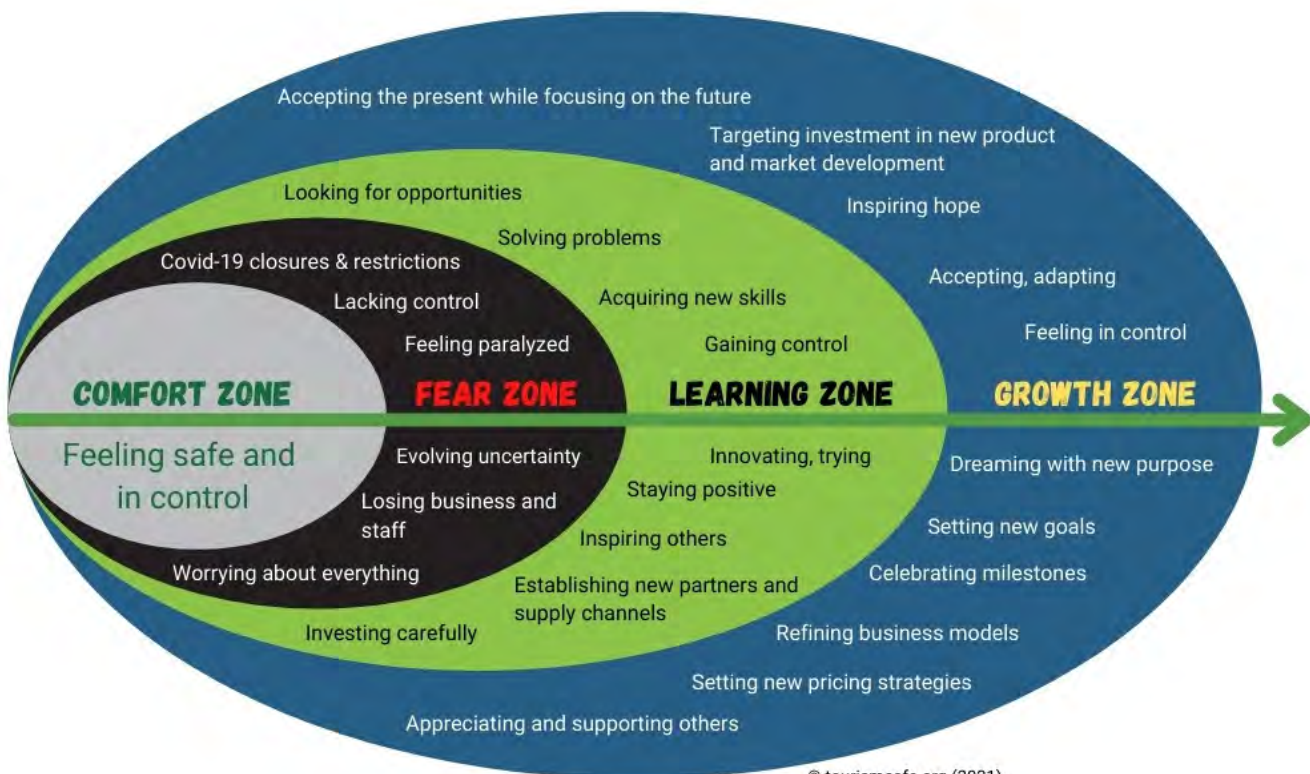 Accepting the present while focusing on the future
Targeting investment in new product
and market development
Looking for opportunities
Inspiring hope
Solving problems
Covid-19 closures & restrictions
Accepting, adapting
Lacking control
Acquiring new skills
Feeling in control
Feeling paralyzed
Gaining control
COMFORT ZONE
FEAR ZONE
LEARNING ZONE
GROWTH ZONE
Feeling safe and
in control
Evolving uncertainty
Innovating, trying
Dreaming with new purpose
Staying positive
Losing business and
staff
Setting new goals
Inspiring others
Worrying about everything
Celebrating milestones
Establishing new partners and
supply channels
Investing carefully
Refining business models
Setting new pricing strategies
Appreciating and supporting others